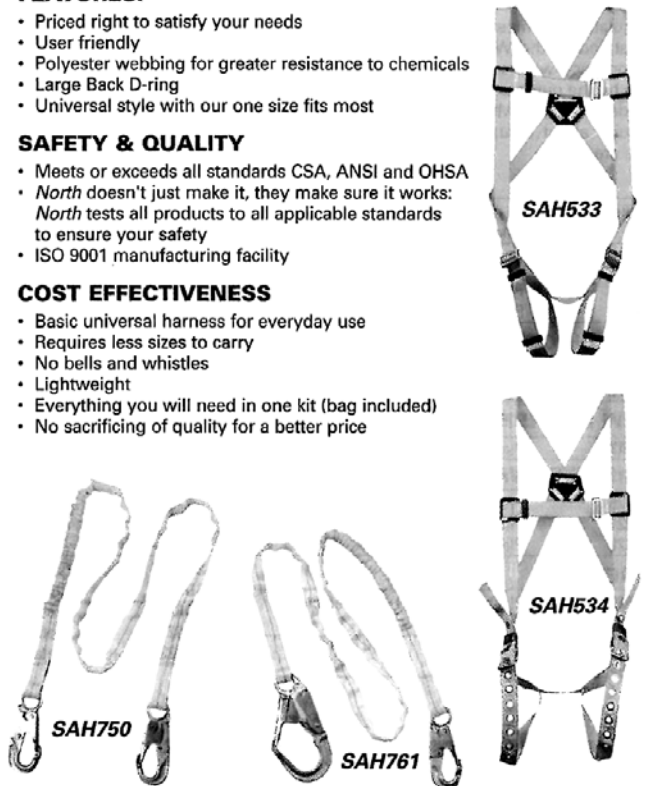 • Priced right to satisfy your needs
• User friendly
• Polyester webbing for greater resistance to chemicals
• Large Back D-ring
• Universal style with our one size fits most
SAFETY & QUALITY
• Meets or exceeds all standards CSA, ANSI and OHSA
• North doesn't just make it, they make sure it works:
North tests all products to all applicable standards
to ensure your safety
• ISO 9001 manufacturing facility
COST EFFECTIVENESS
• Basic universal harness for everyday use
• Requires less sizes to carry
• No bells and whistles
• Lightweight
• Everything you will need in one kit (bag included)
• No sacrificing of quality for a better price
SAH533
SAH534
SAH750
SAH761